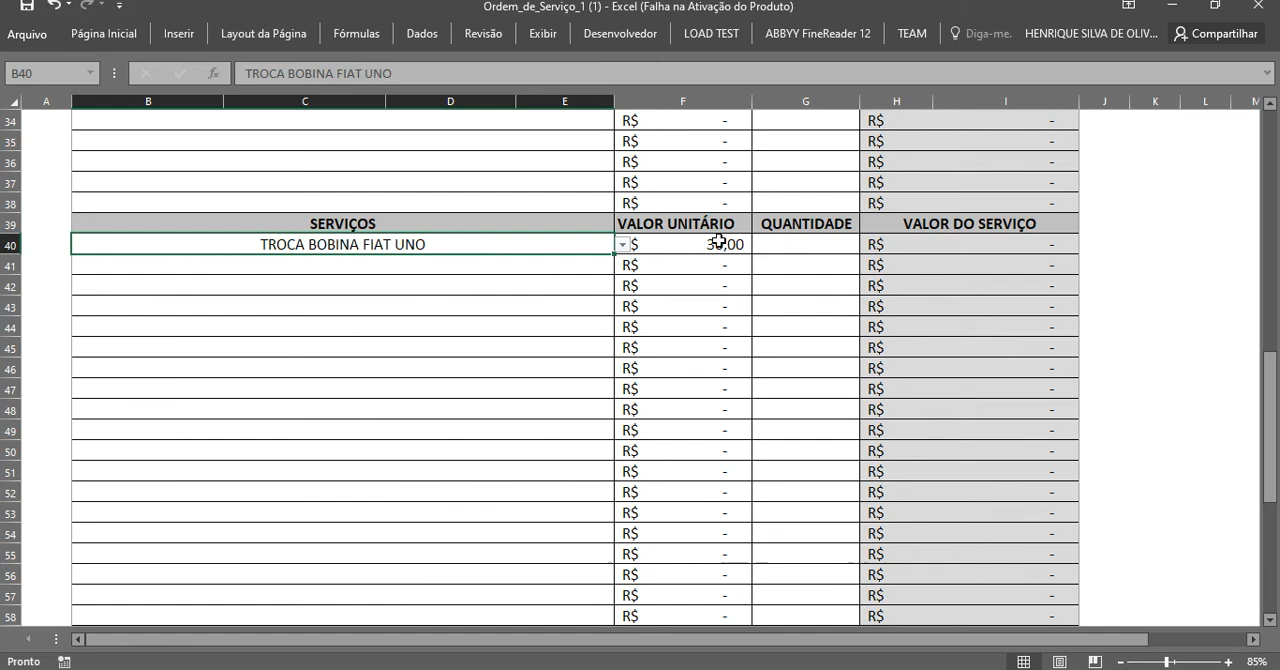 Ordem_de_Serviço_1 (1) - Excel (Falha na Ativação do Produto)
Arquivo Página Inicial Inserir Layout da Página Fórmulas Dados Revisão Exibir Desenvolvedor LOAD TEST ABBYY FineReader 12 TEAM Diga-me. HENRIQUE SILVA DE OLIV... Compartilhar
B40 fx TROCA BOBINA FIAT UNO
A B C D E F G H I J K L M
34 R$ - R$ -
35 R$ - R$ -
36 R$ - R$ -
37 R$ - R$ -
38 R$ - R$ -
39 SERVIÇOS VALOR UNITÁRIO QUANTIDADE VALOR DO SERVIÇO
40 TROCA BOBINA FIAT UNO R$ -
41 R$ - R$ -
42 R$ - R$ -
43 R$ - R$ -
44 R$ - R$ -
45 R$ - R$ -
46 R$ - R$ -
47 R$ - R$ -
48 R$ - R$ -
49 R$ - R$ -
50 R$ - R$ -
51 R$ - R$ -
52 R$ - R$ -
53 R$ - R$ -
54 R$ - R$ -
55 R$ - R$ -
56 R$ - R$ -
57 R$ - R$ -
58 R$ - R$ -
Pronto 85%